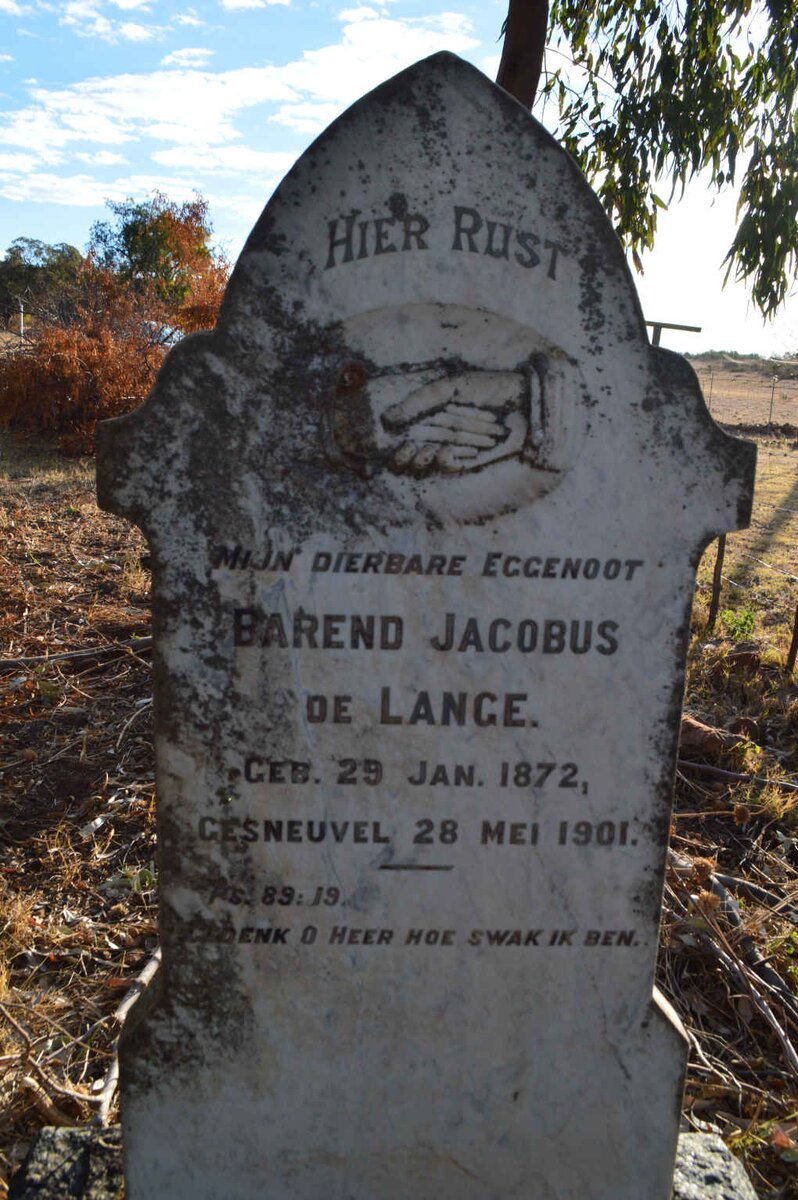 HIER RUST
MIJN DIERBARE EGGENOOT
BAREND JACOBUS
DE LANGE.
GEB. 29 JAN. 1872,
GESNEUVEL 28 MEI 1901.
PS. 89:19.
GEDENK O HEER HOE SWAK IK BEN.